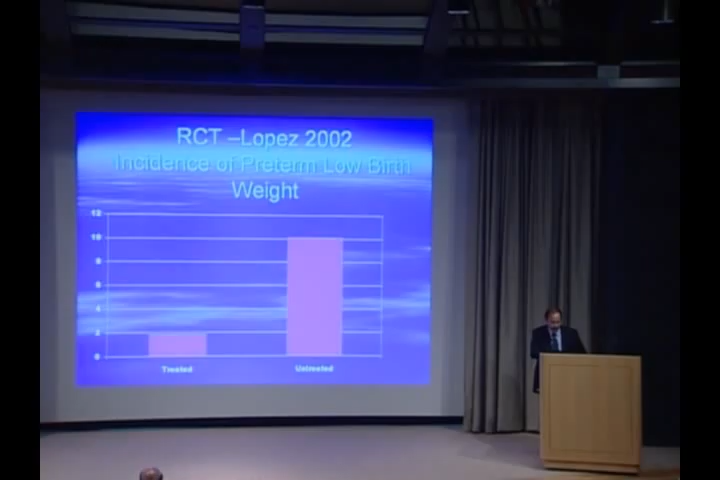 RCT –Lopez 2002
Incidence of Preterm Low Birth
Weight
12
10
8
6
4
2
0
Treated
Untreated